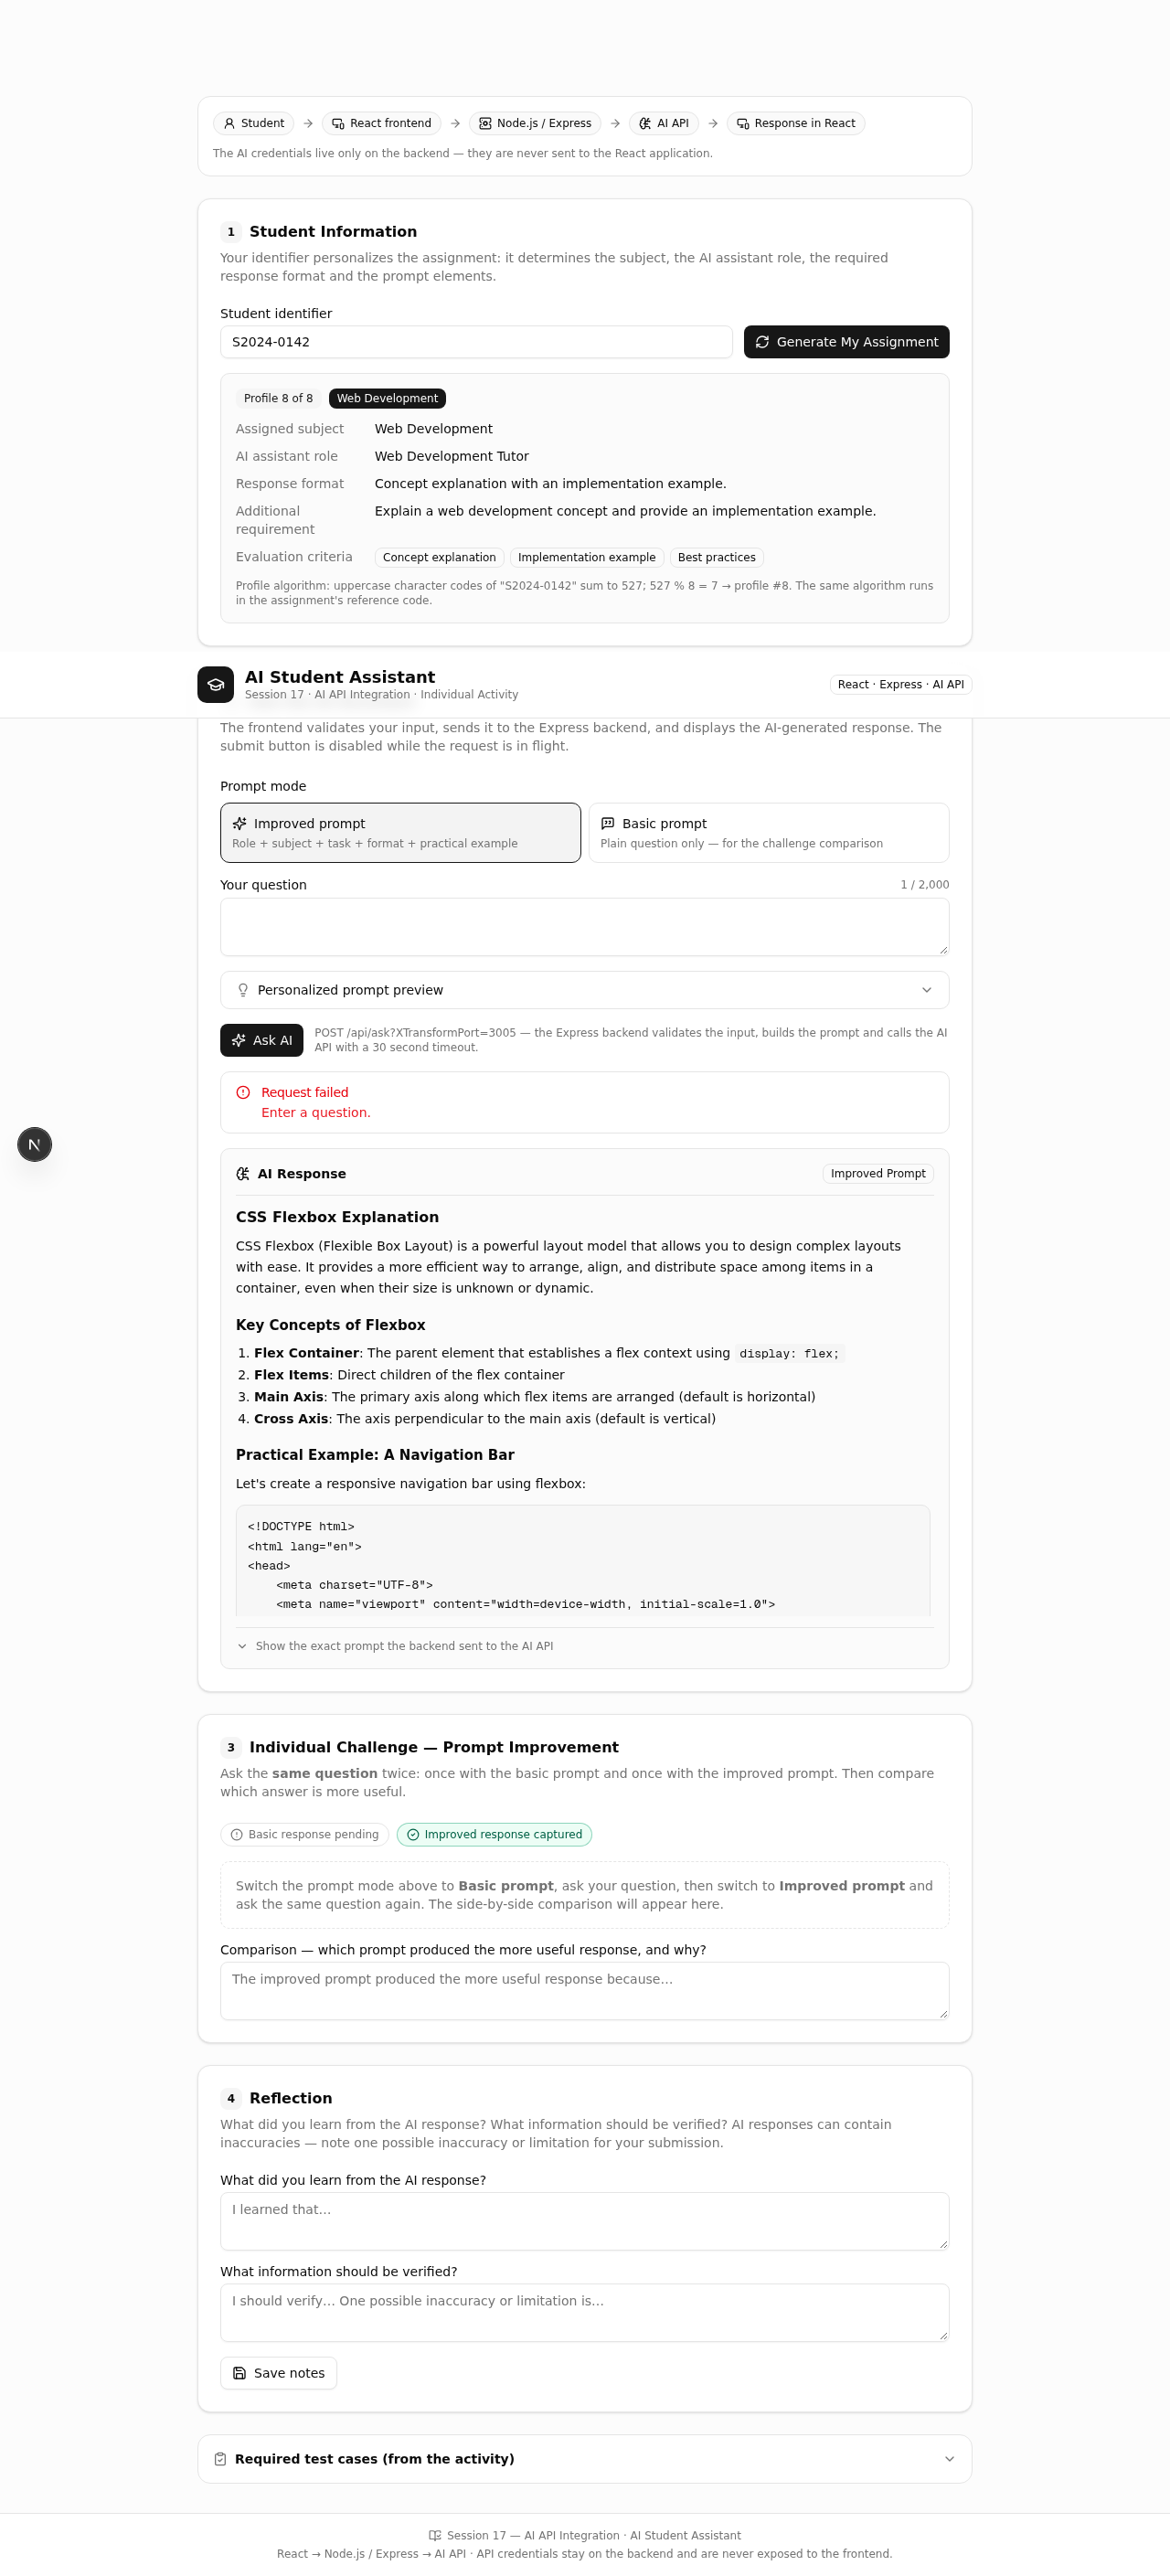 Student
React frontend
Node.js / Express
AI API
Response in React
The AI credentials live only on the backend — they are never sent to the React application.
1
Student Information
Your identifier personalizes the assignment: it determines the subject, the AI assistant role, the required
response format and the prompt elements.
Student identifier
S2024-0142
Generate My Assignment
Profile 8 of 8
Web Development
Assigned subject
Web Development
AI assistant role
Web Development Tutor
Response format
Concept explanation with an implementation example.
Additional
requirement
Explain a web development concept and provide an implementation example.
Evaluation criteria
Concept explanation
Implementation example
Best practices
Profile algorithm: uppercase character codes of "S2024-0142" sum to 527; 527 % 8 = 7 → profile #8. The same algorithm runs
in the assignment's reference code.
AI Student Assistant
Session 17 · AI API Integration · Individual Activity
React · Express · AI API
The frontend validates your input, sends it to the Express backend, and displays the AI-generated response. The
submit button is disabled while the request is in flight.
Prompt mode
Improved prompt
Role + subject + task + format + practical example
Basic prompt
Plain question only — for the challenge comparison
Your question
1 / 2,000
Personalized prompt preview
Ask AI
POST /api/ask?XTransformPort=3005 — the Express backend validates the input, builds the prompt and calls the AI
API with a 30 second timeout.
Request failed
Enter a question.
N
AI Response
Improved Prompt
CSS Flexbox Explanation
CSS Flexbox (Flexible Box Layout) is a powerful layout model that allows you to design complex layouts
with ease. It provides a more efficient way to arrange, align, and distribute space among items in a
container, even when their size is unknown or dynamic.
Key Concepts of Flexbox
1. Flex Container: The parent element that establishes a flex context using display: flex;
2. Flex Items: Direct children of the flex container
3. Main Axis: The primary axis along which flex items are arranged (default is horizontal)
4. Cross Axis: The axis perpendicular to the main axis (default is vertical)
Practical Example: A Navigation Bar
Let's create a responsive navigation bar using flexbox:
<!DOCTYPE html>
<html lang="en">
<head>
<meta charset="UTF-8">
<meta name="viewport" content="width=device-width, initial-scale=1.0">
Show the exact prompt the backend sent to the AI API
3
Individual Challenge — Prompt Improvement
Ask the same question twice: once with the basic prompt and once with the improved prompt. Then compare
which answer is more useful.
Basic response pending
Improved response captured
Switch the prompt mode above to Basic prompt, ask your question, then switch to Improved prompt and
ask the same question again. The side-by-side comparison will appear here.
Comparison — which prompt produced the more useful response, and why?
The improved prompt produced the more useful response because…
4
Reflection
What did you learn from the AI response? What information should be verified? AI responses can contain
inaccuracies — note one possible inaccuracy or limitation for your submission.
What did you learn from the AI response?
I learned that…
What information should be verified?
I should verify… One possible inaccuracy or limitation is…
Save notes
Required test cases (from the activity)
Session 17 — AI API Integration · AI Student Assistant
React → Node.js / Express → AI API · API credentials stay on the backend and are never exposed to the frontend.